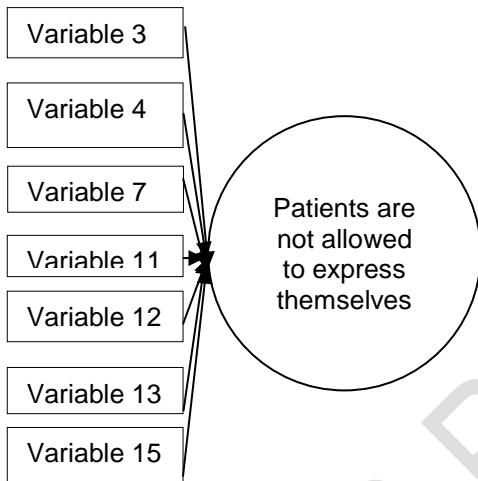 Variable 3
Variable 4
Variable 7
Variable 11
Variable 12
Variable 13
Variable 15
Patients are
not allowed
to express
themselves